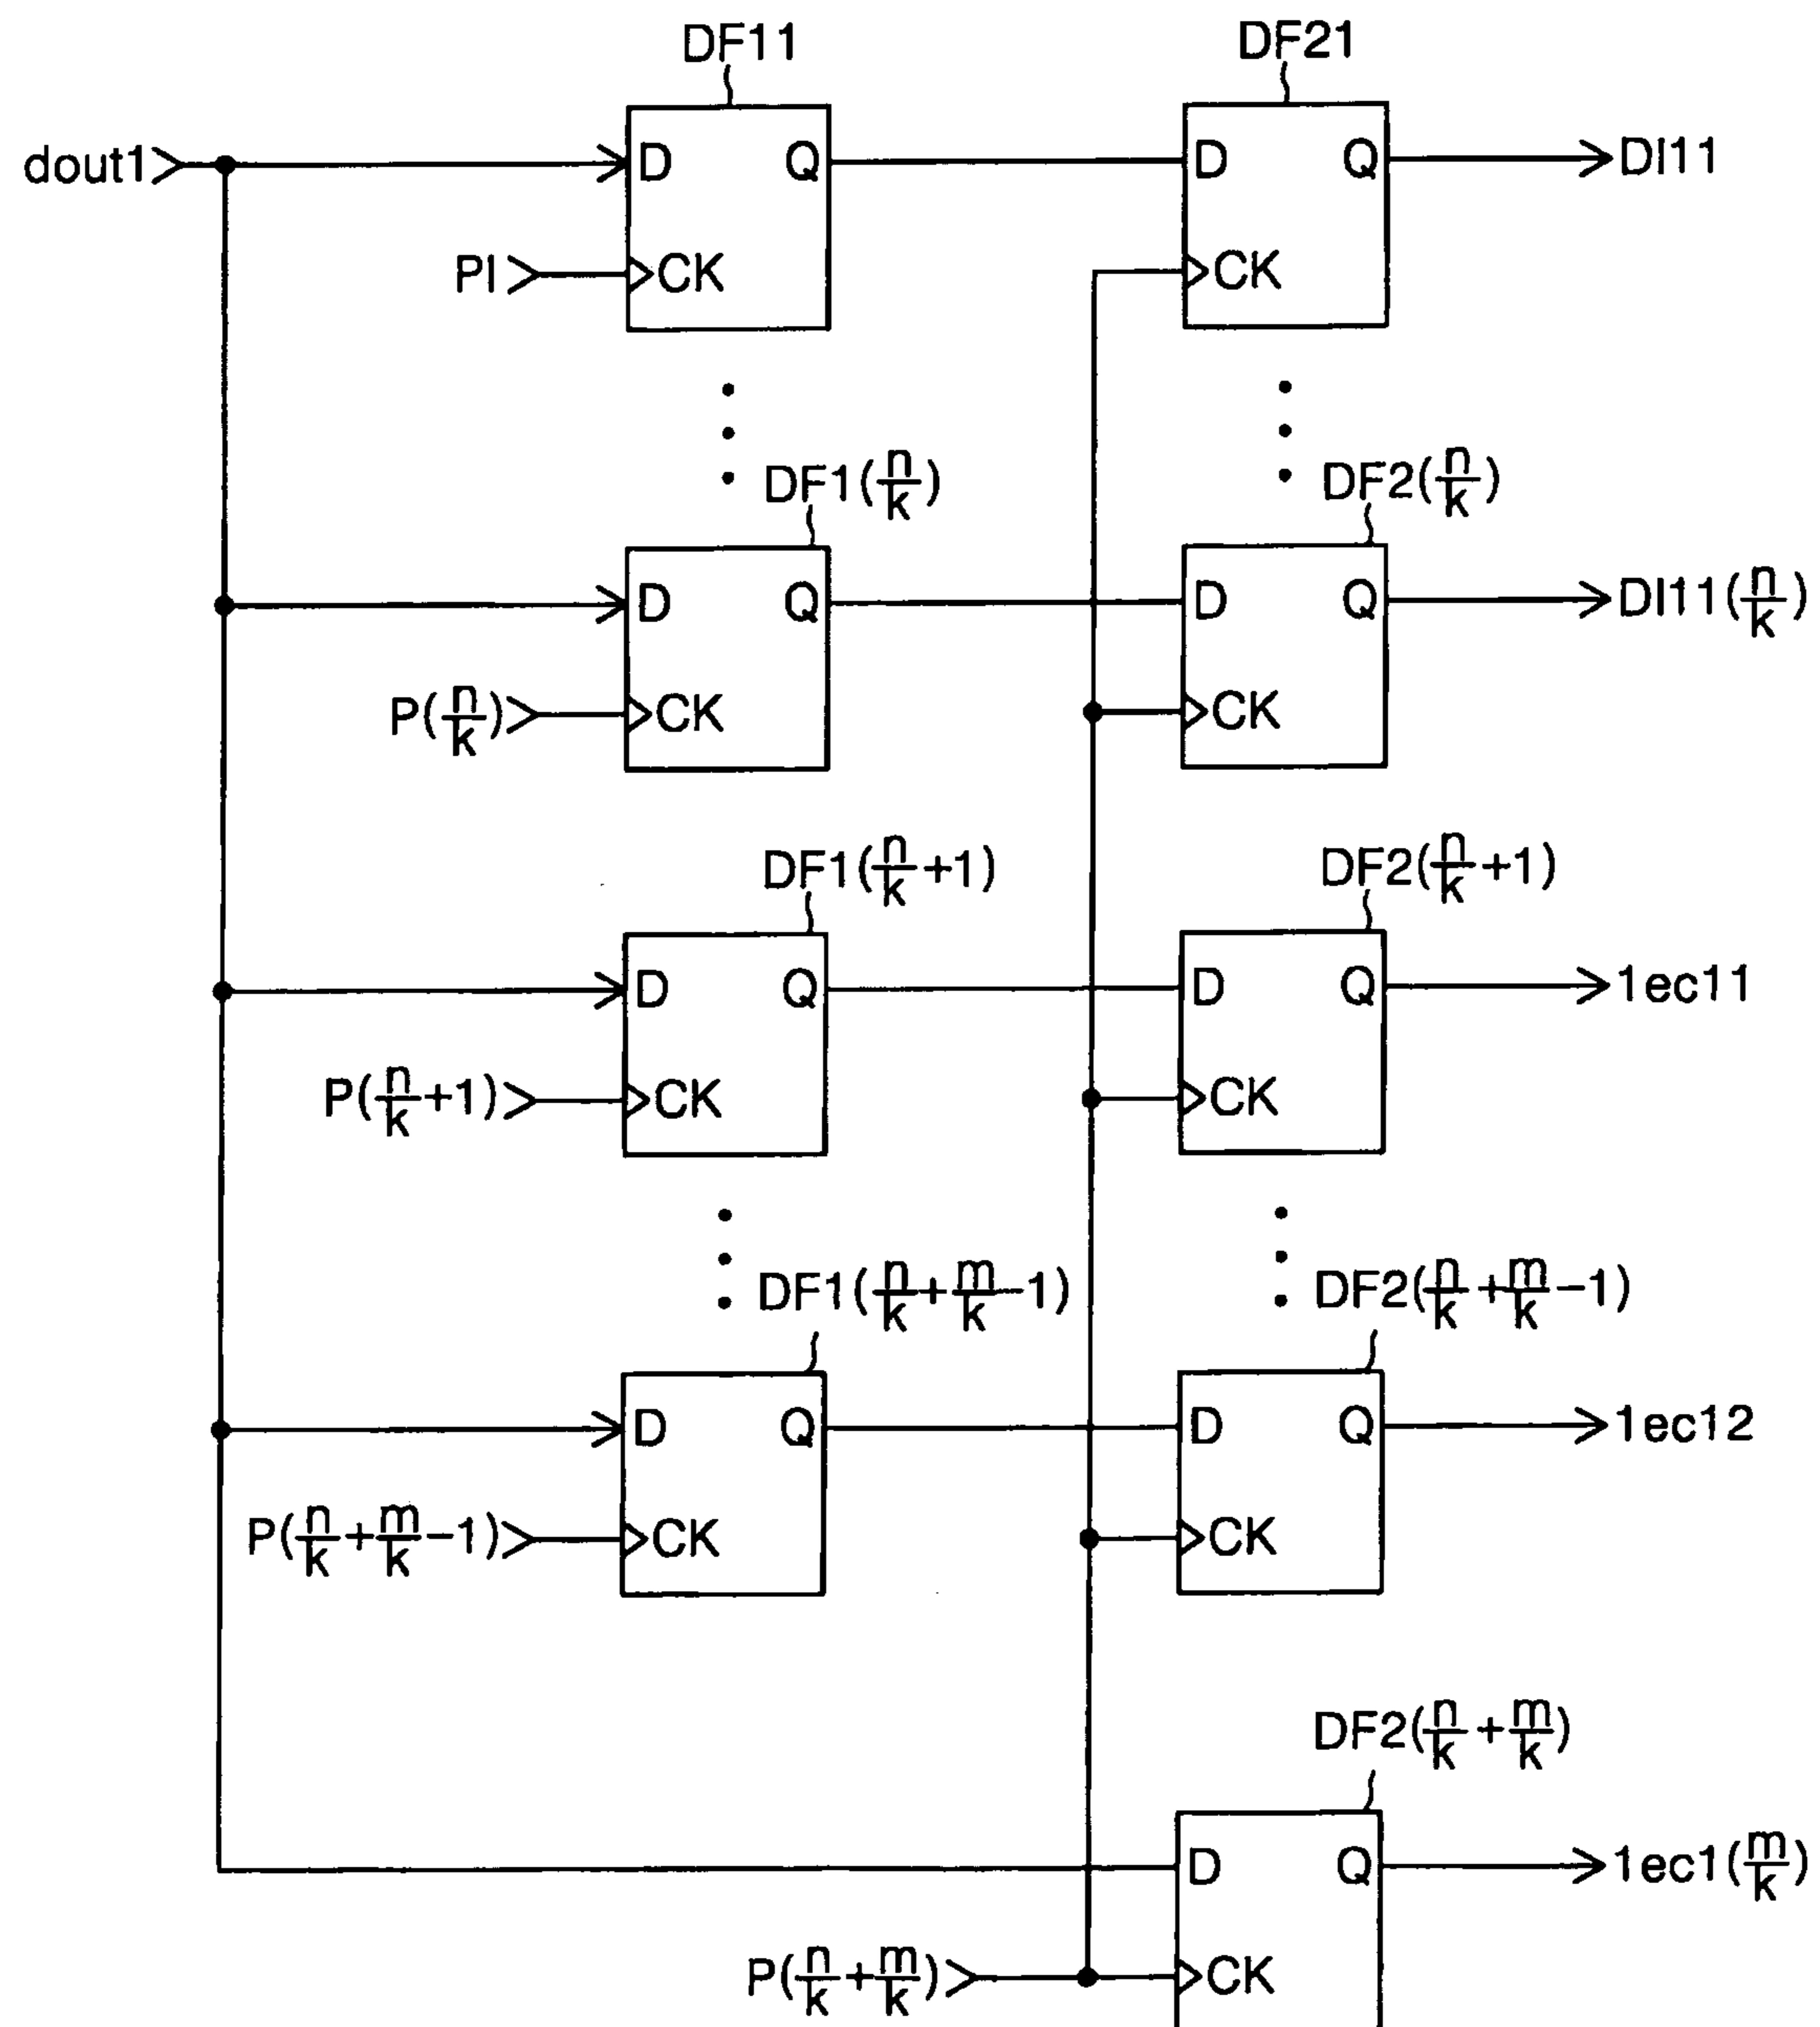 DF11 DF21
dout1 D Q D Q DI11
PI CK CK
DF1(n/k) DF2(n/k)
D Q D Q DI11(n/k)
P(n/k) CK CK
DF1(n/k+1) DF2(n/k+1)
D Q D Q 1ec11
P(n/k+1) CK CK
DF1(n/k+m/k-1) DF2(n/k+m/k-1)
D Q D Q 1ec12
P(n/k+m/k-1) CK CK
DF2(n/k+m/k)
D Q 1ec1(m/k)
P(n/k+m/k) CK